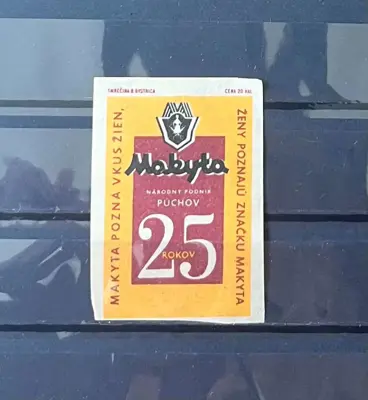 SMREČINA B BYSTRICA CENA 20 HAL
MAKYTA POZNÁ VKUS ŽIEN,
Makyta
NÁRODNÝ PODNIK
PÚCHOV
25
ROKOV
ŽENY POZNAJÚ ZNAČKU MAKYTA